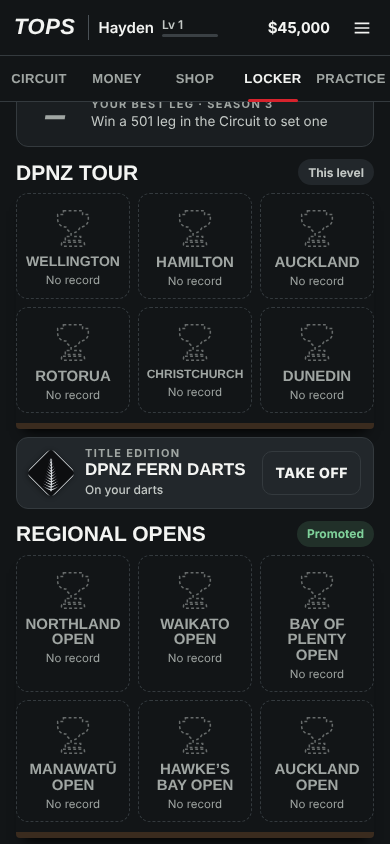 TOPS
Hayden
Lv 1
$45,000
CIRCUIT
MONEY
SHOP
LOCKER
PRACTICE
YOUR BEST LEG · SEASON 3
Win a 501 leg in the Circuit to set one
DPNZ TOUR
This level
WELLINGTON
No record
HAMILTON
No record
AUCKLAND
No record
ROTORUA
No record
CHRISTCHURCH
No record
DUNEDIN
No record
TITLE EDITION
DPNZ FERN DARTS
On your darts
TAKE OFF
REGIONAL OPENS
Promoted
NORTHLAND
OPEN
No record
WAIKATO
OPEN
No record
BAY OF
PLENTY
OPEN
No record
MANAWATŪ
OPEN
No record
HAWKE’S
BAY OPEN
No record
AUCKLAND
OPEN
No record